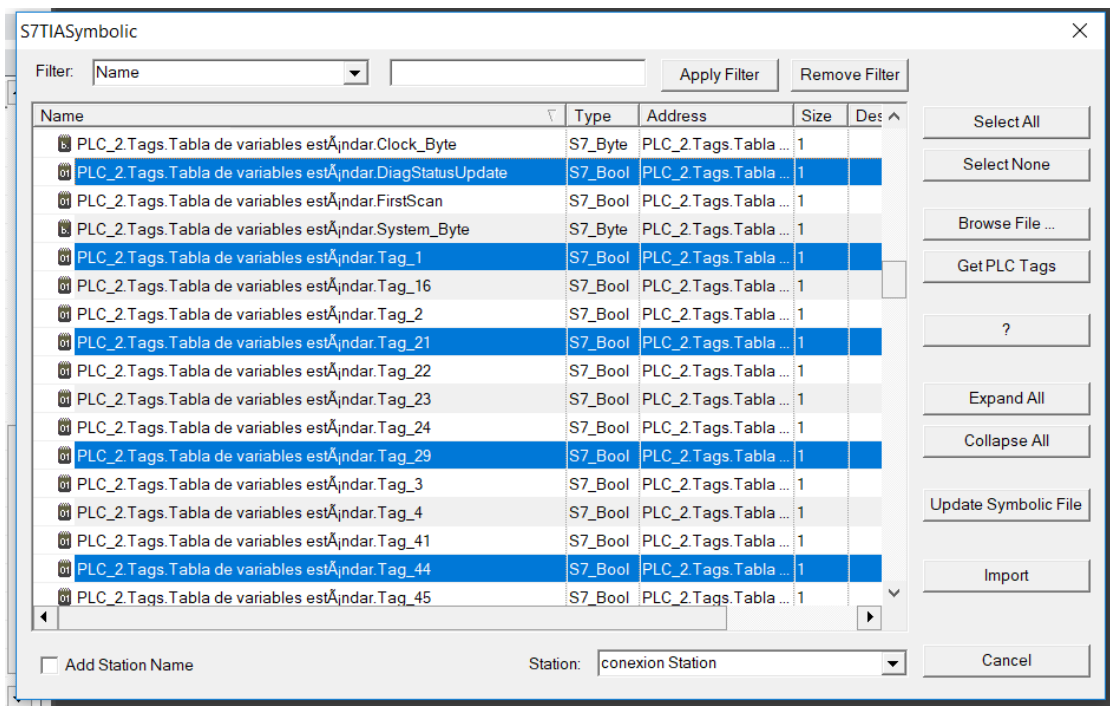 S7TIASymbolic
Filter: Name Apply Filter Remove Filter
Name Type Address Size Des
PLC_2.Tags.Tabla de variables estÃ¡ndar.Clock_Byte S7_Byte PLC_2.Tags.Tabla ... 1
PLC_2.Tags.Tabla de variables estÃ¡ndar.DiagStatusUpdate S7_Bool PLC_2.Tags.Tabla ... 1
PLC_2.Tags.Tabla de variables estÃ¡ndar.FirstScan S7_Bool PLC_2.Tags.Tabla ... 1
PLC_2.Tags.Tabla de variables estÃ¡ndar.System_Byte S7_Byte PLC_2.Tags.Tabla ... 1
PLC_2.Tags.Tabla de variables estÃ¡ndar.Tag_1 S7_Bool PLC_2.Tags.Tabla ... 1
PLC_2.Tags.Tabla de variables estÃ¡ndar.Tag_16 S7_Bool PLC_2.Tags.Tabla ... 1
PLC_2.Tags.Tabla de variables estÃ¡ndar.Tag_2 S7_Bool PLC_2.Tags.Tabla ... 1
PLC_2.Tags.Tabla de variables estÃ¡ndar.Tag_21 S7_Bool PLC_2.Tags.Tabla ... 1
PLC_2.Tags.Tabla de variables estÃ¡ndar.Tag_22 S7_Bool PLC_2.Tags.Tabla ... 1
PLC_2.Tags.Tabla de variables estÃ¡ndar.Tag_23 S7_Bool PLC_2.Tags.Tabla ... 1
PLC_2.Tags.Tabla de variables estÃ¡ndar.Tag_24 S7_Bool PLC_2.Tags.Tabla ... 1
PLC_2.Tags.Tabla de variables estÃ¡ndar.Tag_29 S7_Bool PLC_2.Tags.Tabla ... 1
PLC_2.Tags.Tabla de variables estÃ¡ndar.Tag_3 S7_Bool PLC_2.Tags.Tabla ... 1
PLC_2.Tags.Tabla de variables estÃ¡ndar.Tag_4 S7_Bool PLC_2.Tags.Tabla ... 1
PLC_2.Tags.Tabla de variables estÃ¡ndar.Tag_41 S7_Bool PLC_2.Tags.Tabla ... 1
PLC_2.Tags.Tabla de variables estÃ¡ndar.Tag_44 S7_Bool PLC_2.Tags.Tabla ... 1
PLC_2.Tags.Tabla de variables estÃ¡ndar.Tag_45 S7_Bool PLC_2.Tags.Tabla ... 1
Select All
Select None
Browse File ...
Get PLC Tags
?
Expand All
Collapse All
Update Symbolic File
Import
Add Station Name Station: conexion Station Cancel